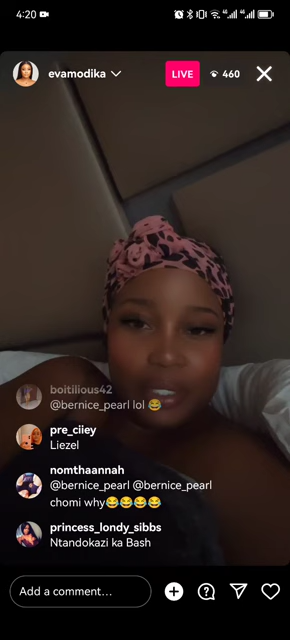 4:20
evamodika
LIVE
460
boitilious42
@bernice_pearl lol 😂
pre_ciiey
Liezel
nomthaannah
@bernice_pearl @bernice_pearl
chomi why😂😂😂😂
princess_londy_sibbs
Ntandokazi ka Bash
Add a comment...